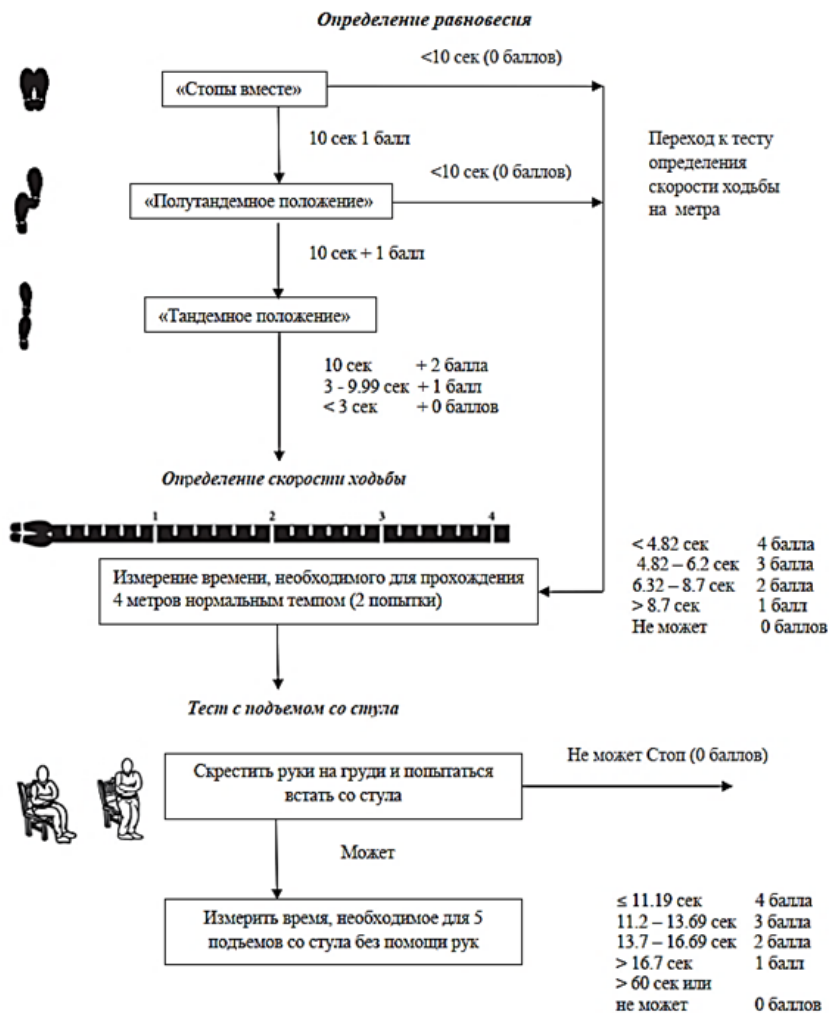 Определение равновесия
<10 сек (0 баллов)
«Стопы вместе»
10 сек 1 балл
Переход к тесту
определения
скорости ходьбы
на метра
<10 сек (0 баллов)
«Полутандемное положение»
10 сек + 1 балл
«Тандемное положение»
10 сек + 2 балла
3 - 9.99 сек + 1 балл
< 3 сек + 0 баллов
Определение скорости ходьбы
1 2 3 4
< 4.82 сек 4 балла
4.82 – 6.2 сек 3 балла
6.32 – 8.7 сек 2 балла
> 8.7 сек 1 балл
Не может 0 баллов
Измерение времени, необходимого для прохождения
4 метров нормальным темпом (2 попытки)
Тест с подъемом со стула
Не может Стоп (0 баллов)
Скрестить руки на груди и попытаться
встать со стула
Может
Измерить время, необходимое для 5
подъемов со стула без помощи рук
≤ 11.19 сек 4 балла
11.2 – 13.69 сек 3 балла
13.7 – 16.69 сек 2 балла
> 16.7 сек 1 балл
> 60 сек или
не может 0 баллов